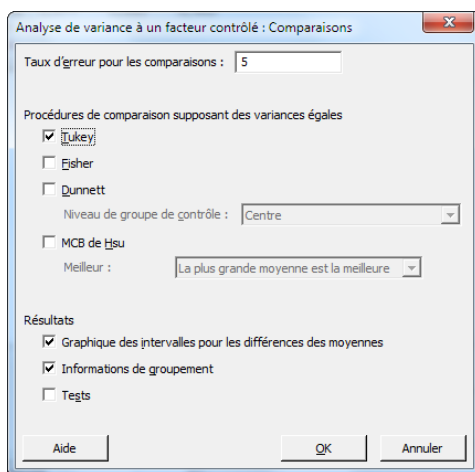 Analyse de variance à un facteur contrôlé : Comparaisons
Taux d'erreur pour les comparaisons : 5
Procédures de comparaison supposant des variances égales
Tukey
Fisher
Dunnett
Niveau de groupe de contrôle : Centre
MCB de Hsu
Meilleur : La plus grande moyenne est la meilleure
Résultats
Graphique des intervalles pour les différences des moyennes
Informations de groupement
Tests
Aide OK Annuler